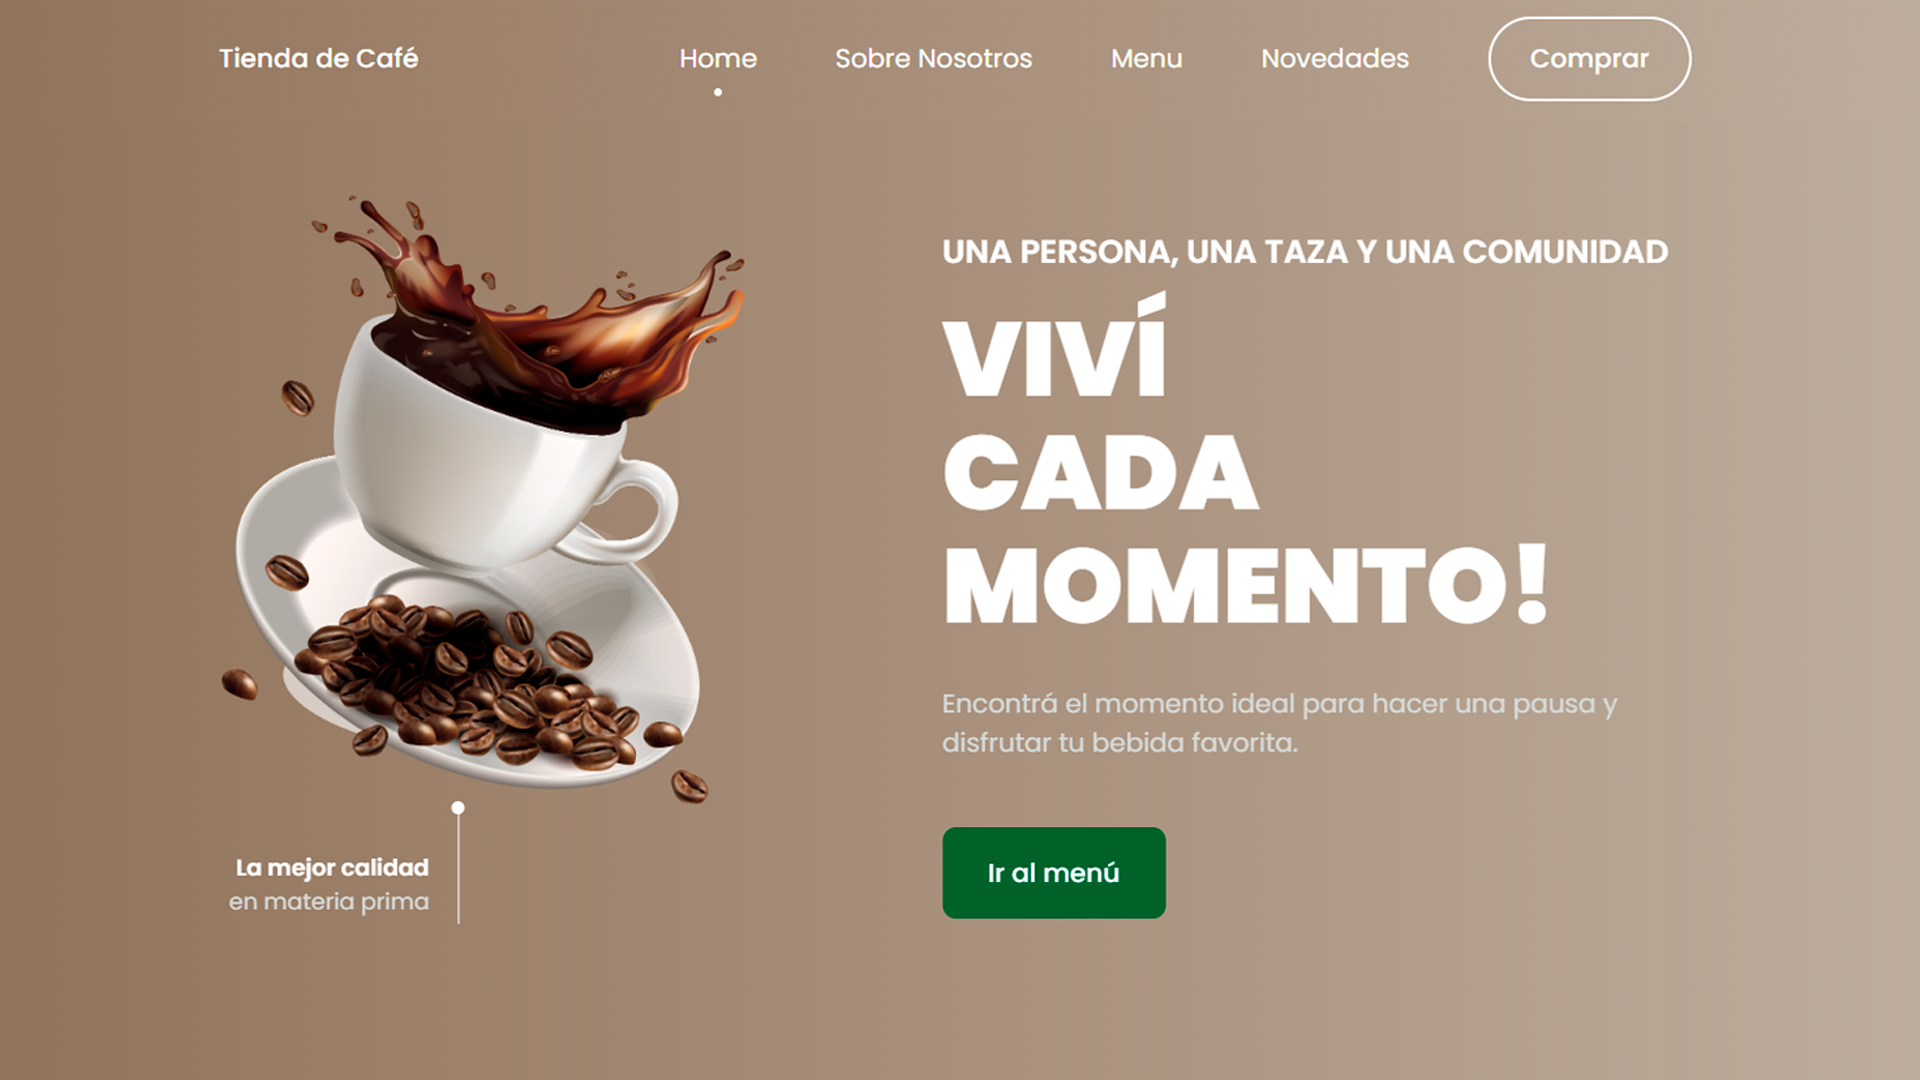 Tienda de Café
Home
Sobre Nosotros
Menu
Novedades
Comprar
UNA PERSONA, UNA TAZA Y UNA COMUNIDAD
VIVÍ
CADA
MOMENTO!
Encontrá el momento ideal para hacer una pausa y
disfrutar tu bebida favorita.
Ir al menú
La mejor calidad
en materia prima